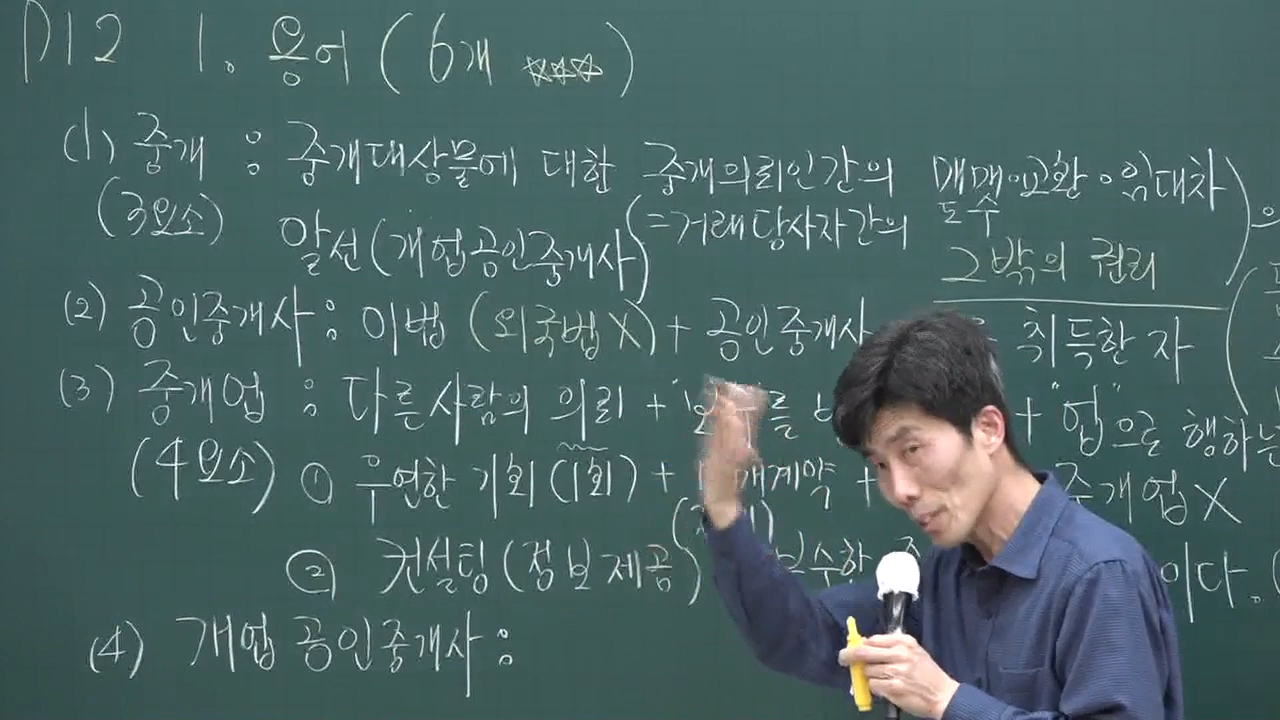 P12 1. 용어 (6개 ☆☆☆)
(1) 중개 : 중개대상물에 대한 중개의뢰인간의 매매·교환·임대차
(3요소) 알선(개업공인중개사) (=거래당사자간의
그밖의 권리
(2) 공인중개사 : 이법 (외국법X) + 공인중개사 취득한 자
(3) 중개업 : 다른사람의 의뢰 + 를 + "업"으로 행하는
(4요소) ① 우연한 기회 (1회) + 계약 + 중개업X
② 컨설팅(정보제공) 이다.
(4) 개업 공인중개사 :